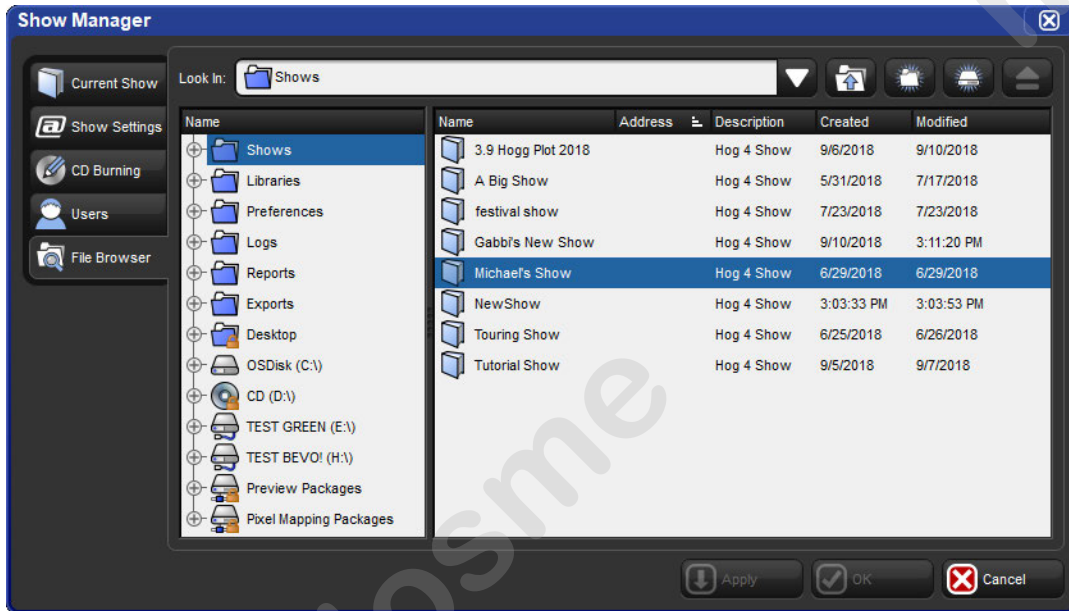 Show Manager
Current Show
Show Settings
CD Burning
Users
File Browser
Look In: Shows
Name
Shows
Libraries
Preferences
Logs
Reports
Exports
Desktop
OSDisk (C:\)
CD (D:\)
TEST GREEN (E:\)
TEST BEVO! (H:\)
Preview Packages
Pixel Mapping Packages
Name Address Description Created Modified
3.9 Hogg Plot 2018 Hog 4 Show 9/6/2018 9/10/2018
A Big Show Hog 4 Show 5/31/2018 7/17/2018
festival show Hog 4 Show 7/23/2018 7/23/2018
Gabbi's New Show Hog 4 Show 9/10/2018 3:11:20 PM
Michael's Show Hog 4 Show 6/29/2018 6/29/2018
NewShow Hog 4 Show 3:03:33 PM 3:03:53 PM
Touring Show Hog 4 Show 6/25/2018 6/26/2018
Tutorial Show Hog 4 Show 9/5/2018 9/7/2018
Apply
OK
Cancel